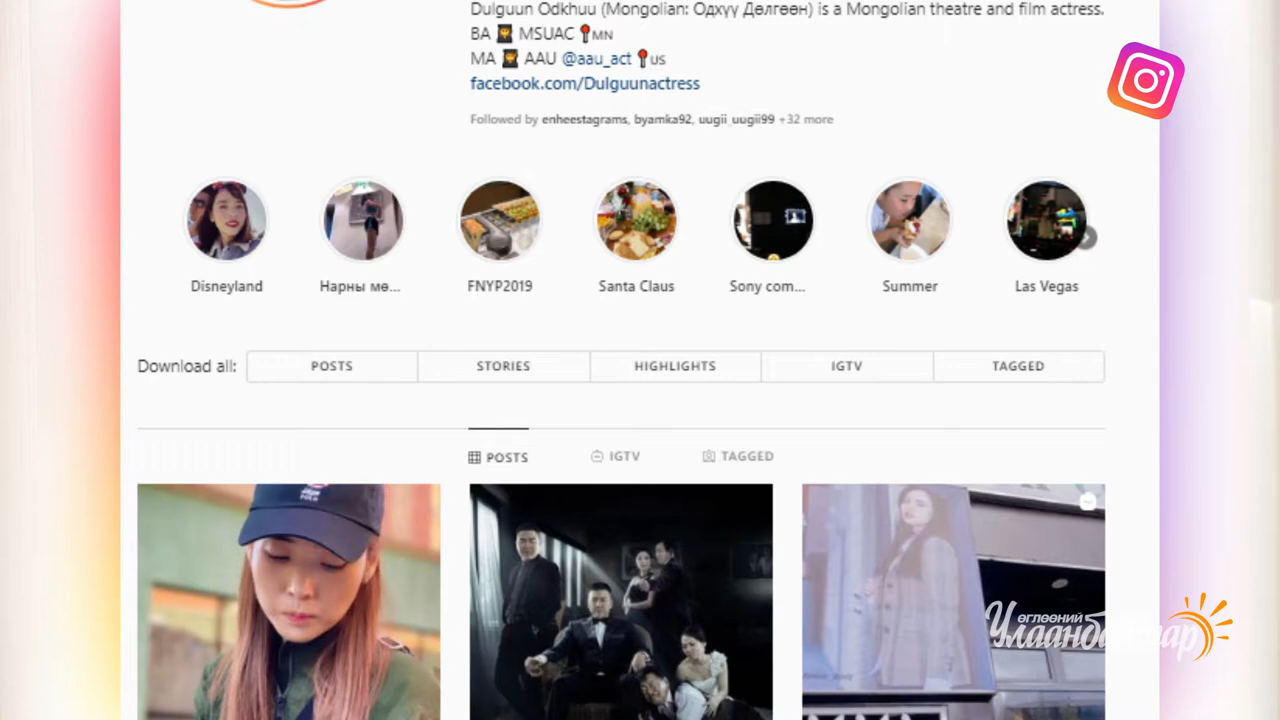 Dulguun Odkhuu (Mongolian: Одхүү Дөлгөөн) is a Mongolian theatre and film actress.
BA MSUAC MN
MA AAU @aau_act US
facebook.com/Dulguunactress
Followed by enheestagrams, byamka92, uugii_uugii99 +32 more
Disneyland
Нарны мө...
FNYP2019
Santa Claus
Sony com...
Summer
Las Vegas
Download all:
POSTS
STORIES
HIGHLIGHTS
IGTV
TAGGED
POSTS
IGTV
TAGGED
ӨГЛӨӨНИЙ
Улаанбаатар